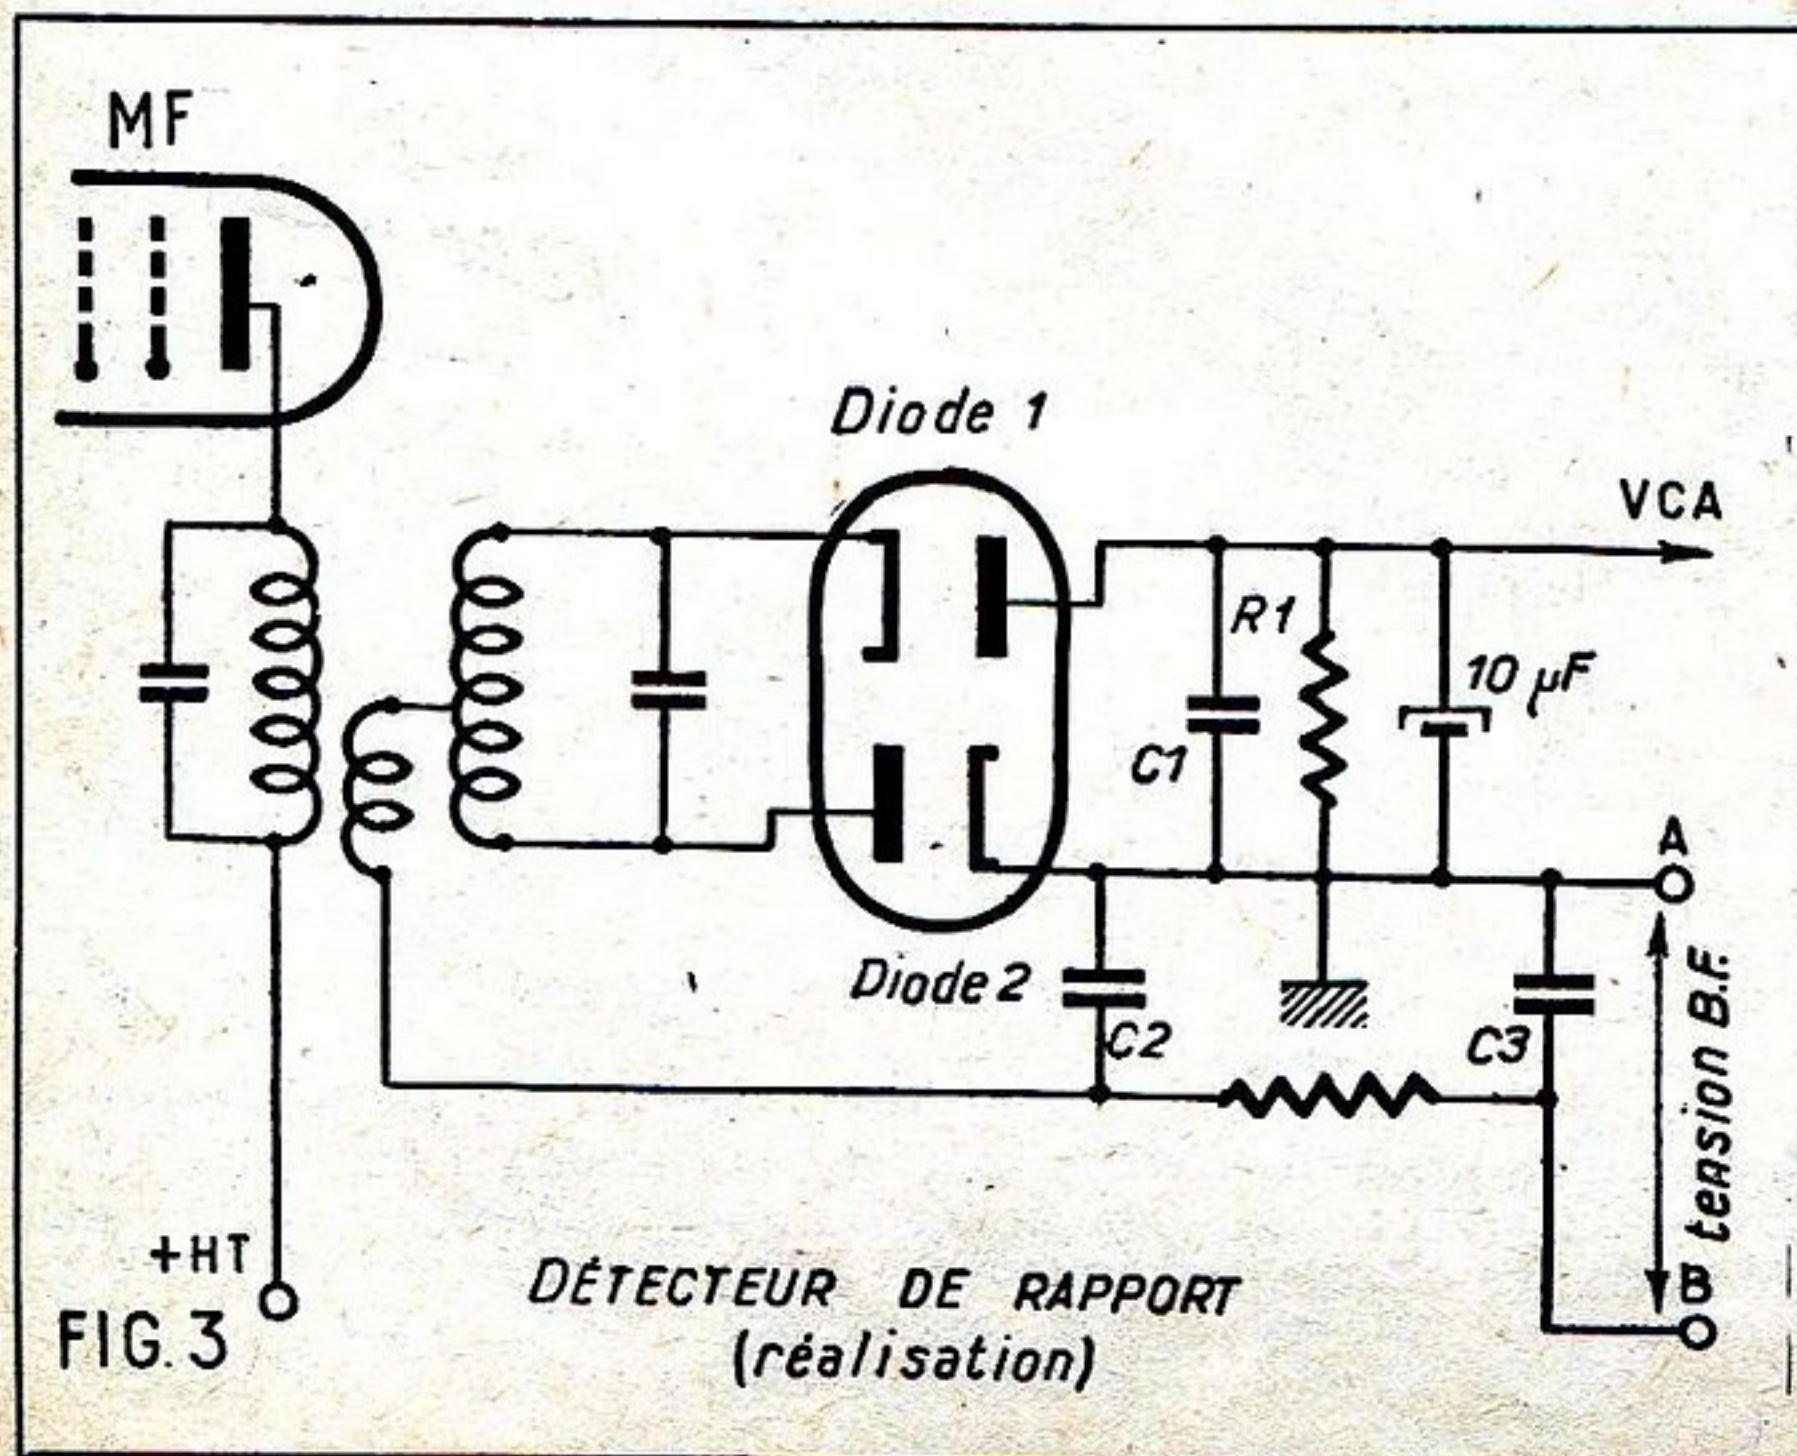 MF
Diode 1
VCA
R1
10 µF
C1
A
Diode 2
C2
C3
tension B.F.
B
+HT
FIG. 3
DÉTECTEUR DE RAPPORT
(réalisation)